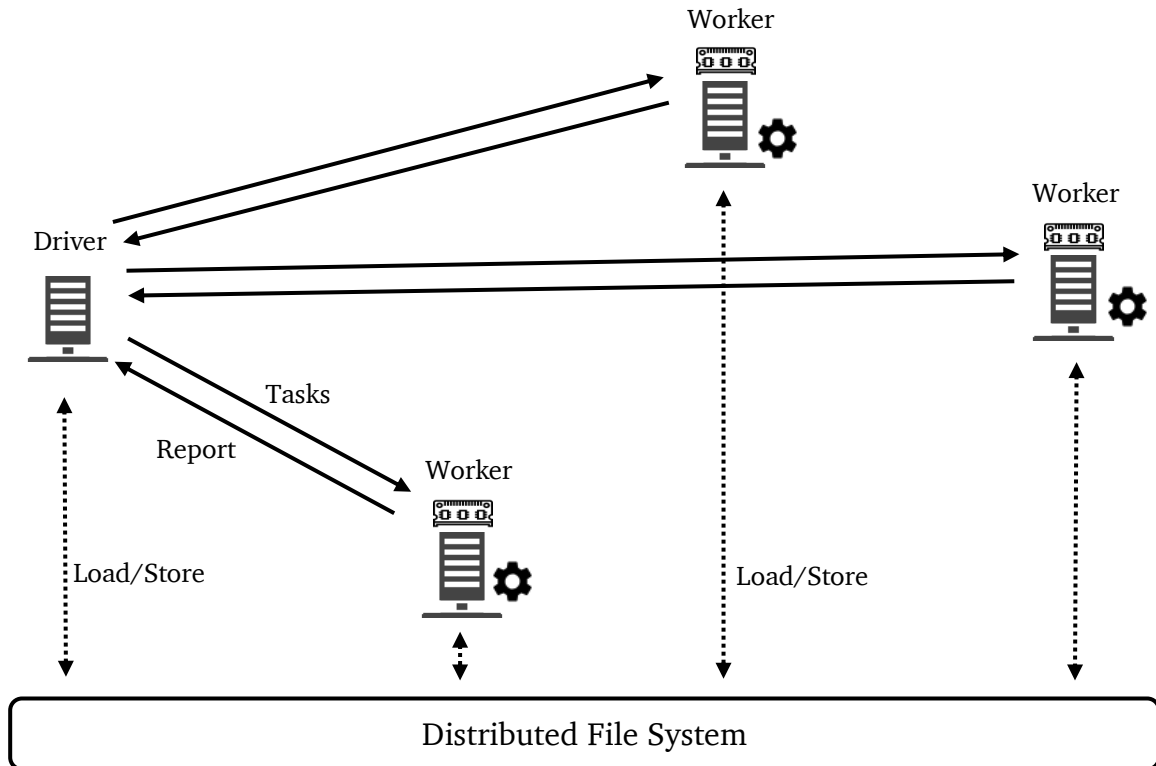 Worker
Worker
Driver
Tasks
Report
Worker
Load/Store
Load/Store
Distributed File System